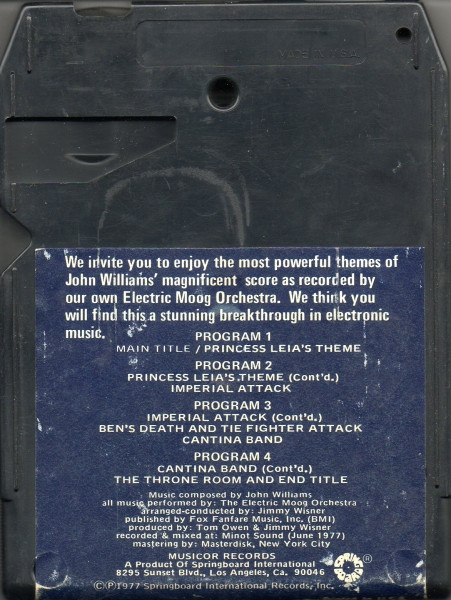 MADE IN U.S.A.
We invite you to enjoy the most powerful themes of
John Williams' magnificent score as recorded by
our own Electric Moog Orchestra. We think you
will find this a stunning breakthrough in electronic
music.
PROGRAM 1
MAIN TITLE / PRINCESS LEIA'S THEME
PROGRAM 2
PRINCESS LEIA'S THEME (Cont'd.)
IMPERIAL ATTACK
PROGRAM 3
IMPERIAL ATTACK (Cont'd.)
BEN'S DEATH AND TIE FIGHTER ATTACK
CANTINA BAND
PROGRAM 4
CANTINA BAND (Cont'd.)
THE THRONE ROOM AND END TITLE
Music composed by John Williams
all music performed by: The Electric Moog Orchestra
arranged-conducted by: Jimmy Wisner
published by Fox Fanfare Music, Inc. (BMI)
produced by: Tom Owen & Jimmy Wisner
recorded & mixed at: Minot Sound (June 1977)
mastering by: Masterdisk, New York City
MUSICOR RECORDS
A Product Of Springboard International
8295 Sunset Blvd., Los Angeles, Ca. 90046
SPRING BOARD ®
©℗1977 Springboard International Records, Inc.